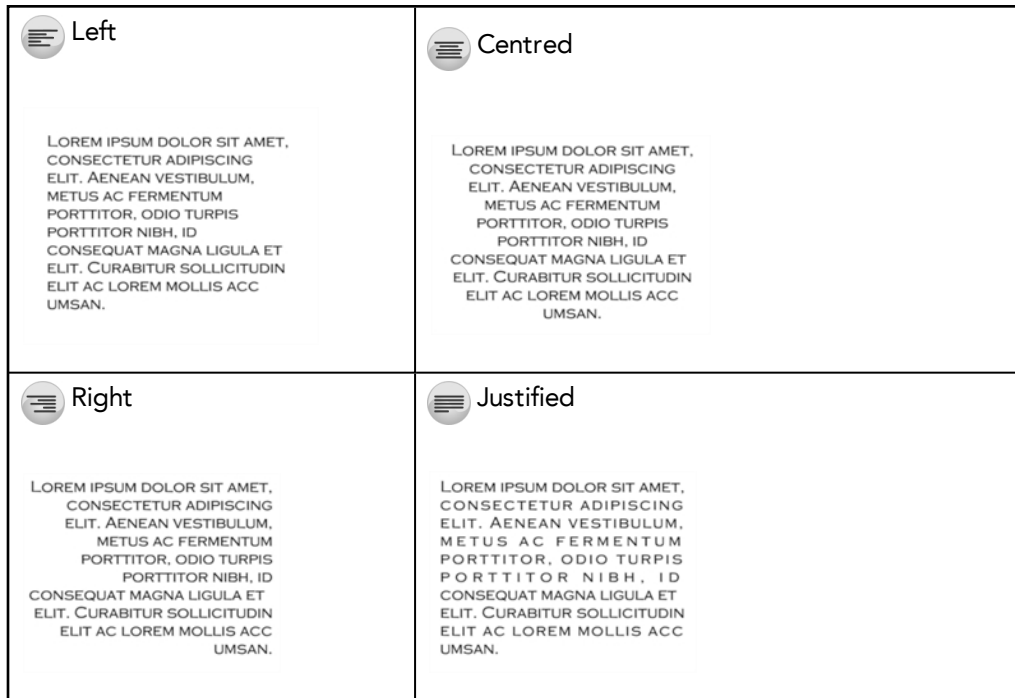 Left
Lorem ipsum dolor sit amet,
consectetur adipiscing
elit. Aenean vestibulum,
metus ac fermentum
porttitor, odio turpis
porttitor nibh, id
consequat magna ligula et
elit. Curabitur sollicitudin
elit ac lorem mollis acc
umsan.
Centred
Lorem ipsum dolor sit amet,
consectetur adipiscing
elit. Aenean vestibulum,
metus ac fermentum
porttitor, odio turpis
porttitor nibh, id
consequat magna ligula et
elit. Curabitur sollicitudin
elit ac lorem mollis acc
umsan.
Right
Lorem ipsum dolor sit amet,
consectetur adipiscing
elit. Aenean vestibulum,
metus ac fermentum
porttitor, odio turpis
porttitor nibh, id
consequat magna ligula et
elit. Curabitur sollicitudin
elit ac lorem mollis acc
umsan.
Justified
Lorem ipsum dolor sit amet,
consectetur adipiscing
elit. Aenean vestibulum,
metus ac fermentum
porttitor, odio turpis
porttitor nibh, id
consequat magna ligula et
elit. Curabitur sollicitudin
elit ac lorem mollis acc
umsan.